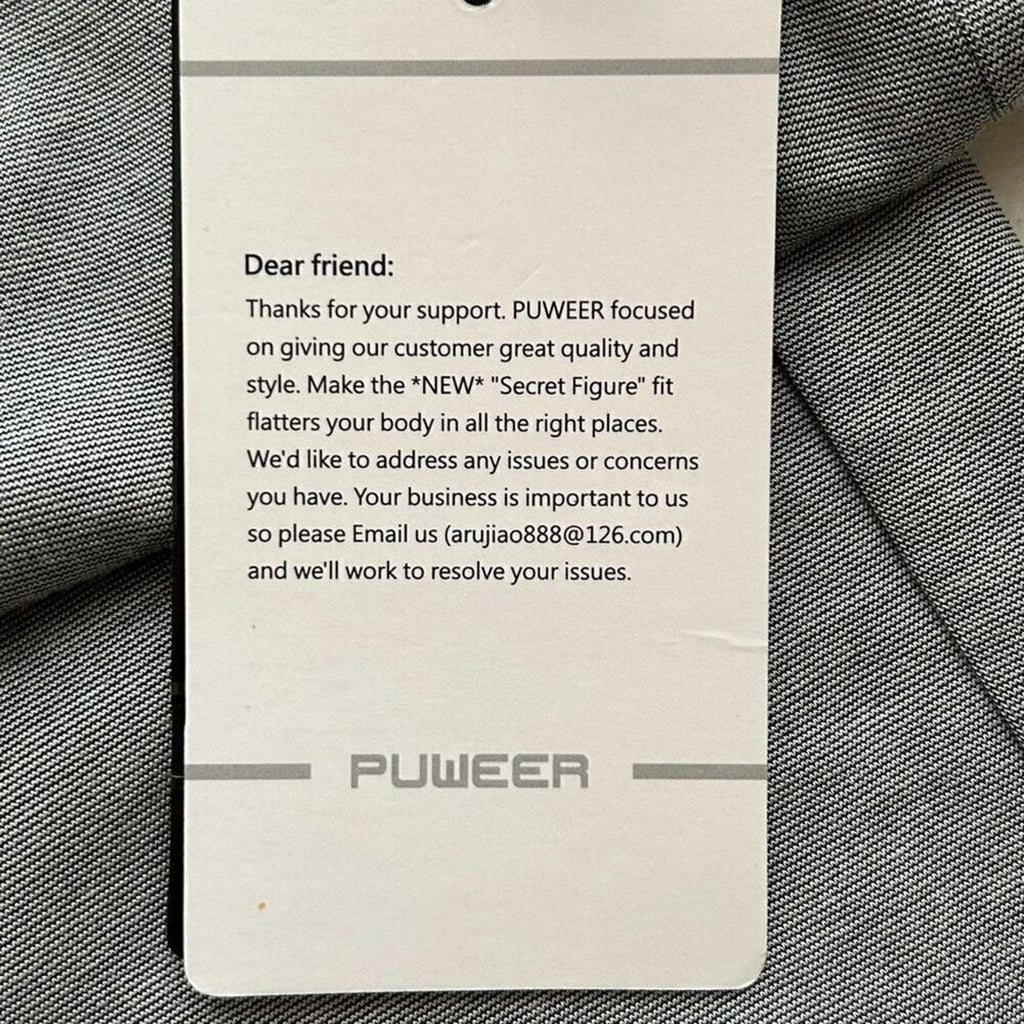 Dear friend:
Thanks for your support. PUWEER focused
on giving our customer great quality and
style. Make the *NEW* "Secret Figure" fit
flatters your body in all the right places.
We'd like to address any issues or concerns
you have. Your business is important to us
so please Email us (arujiao888@126.com)
and we'll work to resolve your issues.
PUWEER